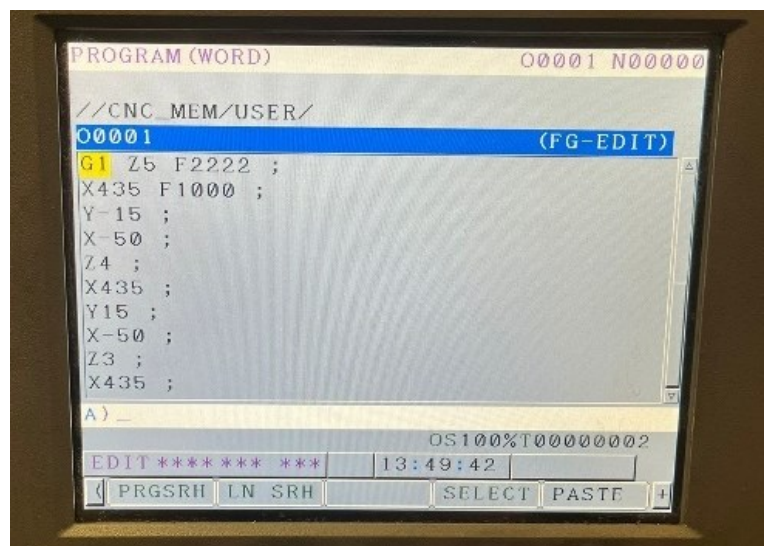 PROGRAM (WORD) O0001 N00000
//CNC_MEM/USER/
O0001 (FG-EDIT)
G1 Z5 F2222 ;
X435 F1000 ;
Y-15 ;
X-50 ;
Z4 ;
X435 ;
Y15 ;
X-50 ;
Z3 ;
X435 ;
A)_
OS100%T00000002
EDIT **** *** *** 13:49:42
( PRGSRH LN SRH SELECT PASTE +